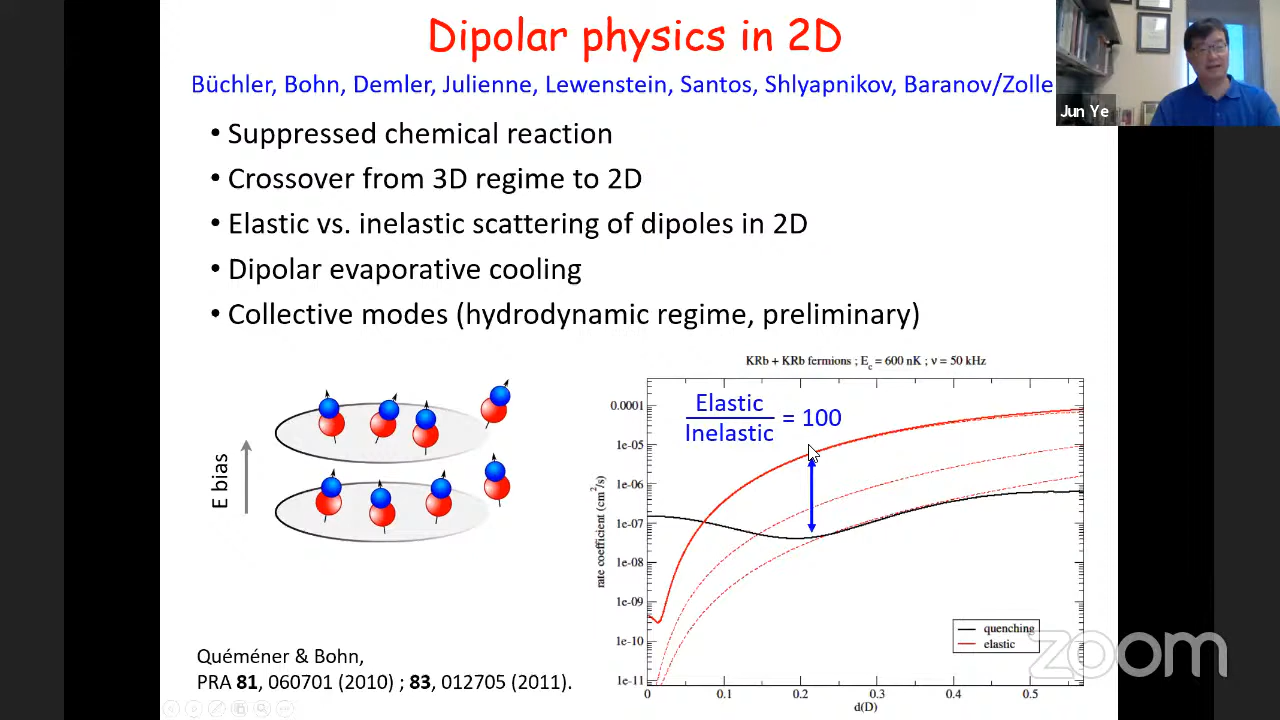 Dipolar physics in 2D
Büchler, Bohn, Demler, Julienne, Lewenstein, Santos, Shlyapnikov, Baranov/Zolle
Jun Ye
• Suppressed chemical reaction
• Crossover from 3D regime to 2D
• Elastic vs. inelastic scattering of dipoles in 2D
• Dipolar evaporative cooling
• Collective modes (hydrodynamic regime, preliminary)
E bias
KRb + KRb fermions ; E_c = 600 nK ; ν = 50 kHz
Elastic
Inelastic
= 100
rate coefficient (cm²/s)
0.0001
1e-05
1e-06
1e-07
1e-08
1e-09
1e-10
1e-11
0 0.1 0.2 0.3 0.4 0.5
d(D)
quenching
elastic
zoom
Quéméner & Bohn,
PRA 81, 060701 (2010) ; 83, 012705 (2011).